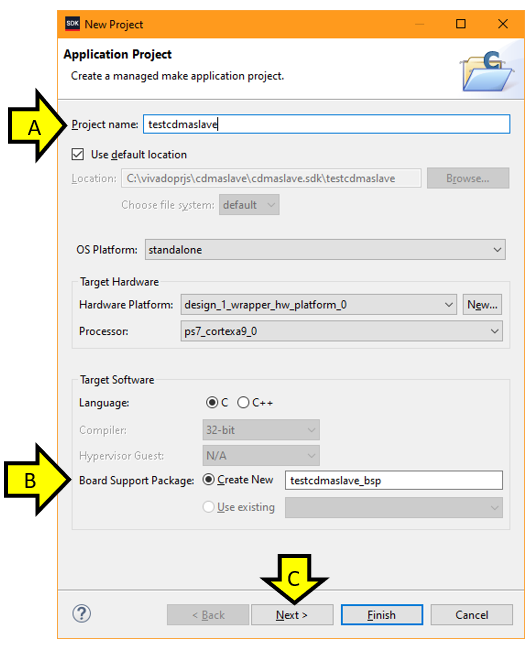 SDK New Project
Application Project
Create a managed make application project.
A
Project name: testcdmaslave
Use default location
Location: C:\vivadoprjs\cdmaslave\cdmaslave.sdk\testcdmaslave Browse...
Choose file system: default
OS Platform: standalone
Target Hardware
Hardware Platform: design_1_wrapper_hw_platform_0 New...
Processor: ps7_cortexa9_0
Target Software
Language: C C++
Compiler: 32-bit
Hypervisor Guest: N/A
B
Board Support Package: Create New testcdmaslave_bsp
Use existing
C
? < Back Next > Finish Cancel